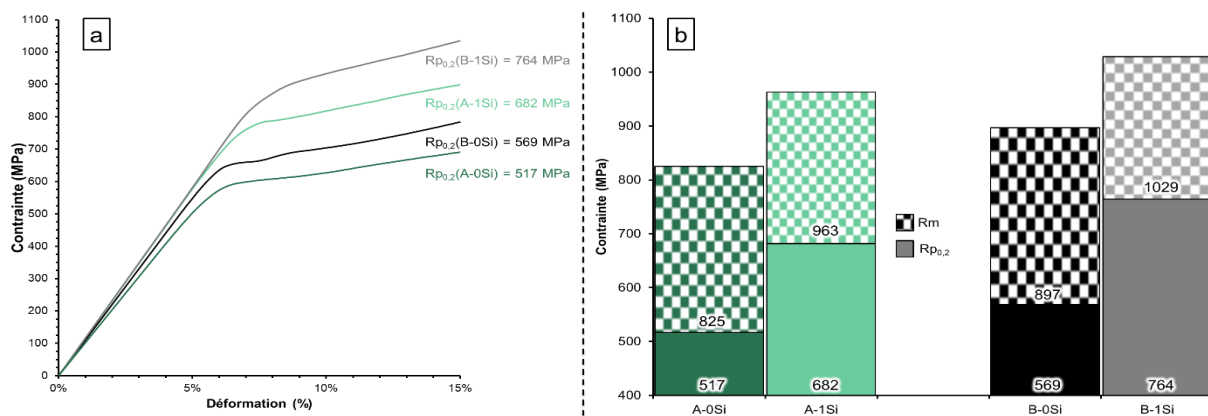 a
Contrainte (MPa)
1100
1000
900
800
700
600
500
400
300
200
100
0
0%
5%
10%
15%
Déformation (%)
Rp0,2(B-1Si) = 764 MPa
Rp0,2(A-1Si) = 682 MPa
Rp0,2(B-0Si) = 569 MPa
Rp0,2(A-0Si) = 517 MPa
b
Contrainte (MPa)
1100
1000
900
800
700
600
500
400
825
517
963
682
Rm
Rp0,2
897
569
1029
764
A-0Si
A-1Si
B-0Si
B-1Si